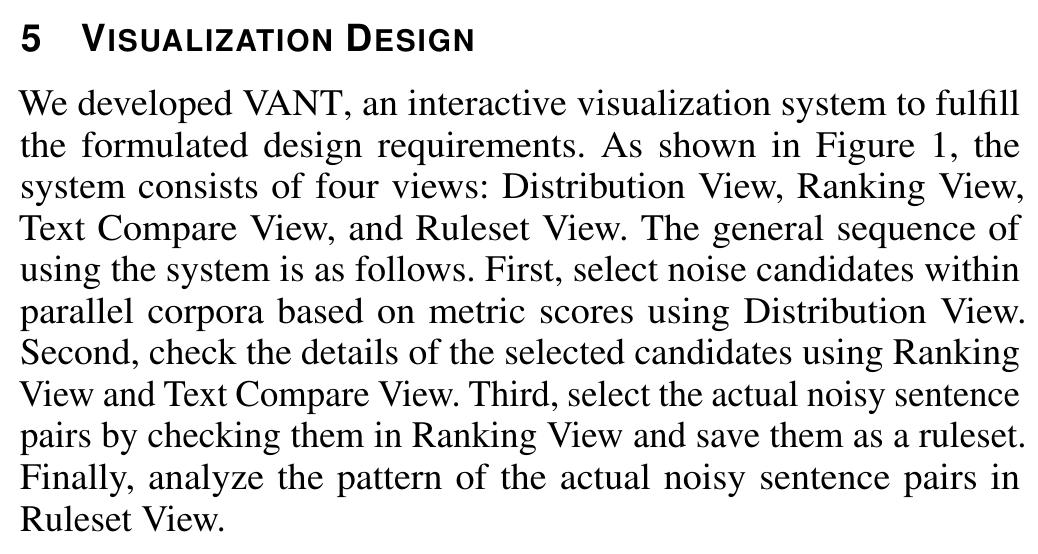 5 VISUALIZATION DESIGN
We developed VANT, an interactive visualization system to fulfill
the formulated design requirements. As shown in Figure 1, the
system consists of four views: Distribution View, Ranking View,
Text Compare View, and Ruleset View. The general sequence of
using the system is as follows. First, select noise candidates within
parallel corpora based on metric scores using Distribution View.
Second, check the details of the selected candidates using Ranking
View and Text Compare View. Third, select the actual noisy sentence
pairs by checking them in Ranking View and save them as a ruleset.
Finally, analyze the pattern of the actual noisy sentence pairs in
Ruleset View.